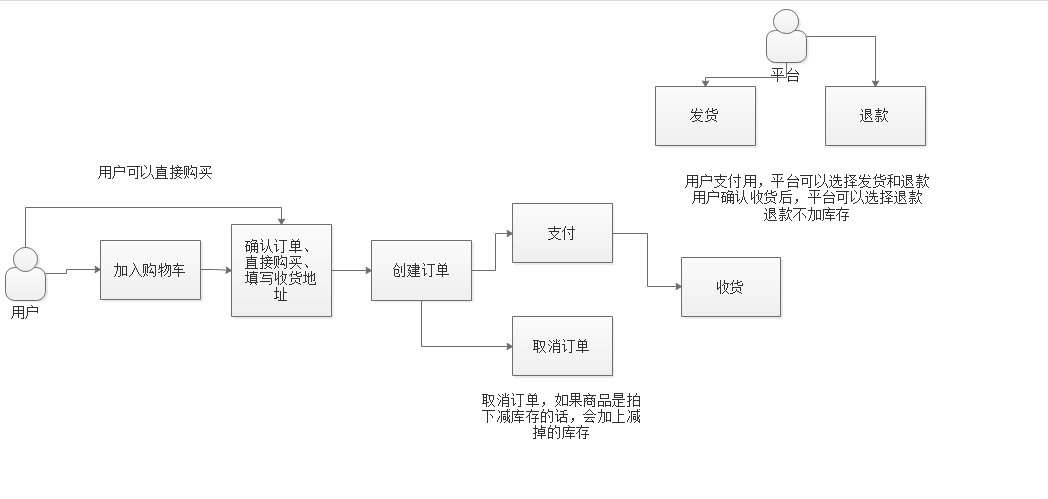 平台
发货
退款
用户可以直接购买
用户支付用，平台可以选择发货和退款
用户确认收货后，平台可以选择退款
退款不加库存
用户
加入购物车
确认订单、
直接购买、
填写收货地
址
创建订单
支付
收货
取消订单
取消订单，如果商品是拍
下减库存的话，会加上减
掉的库存